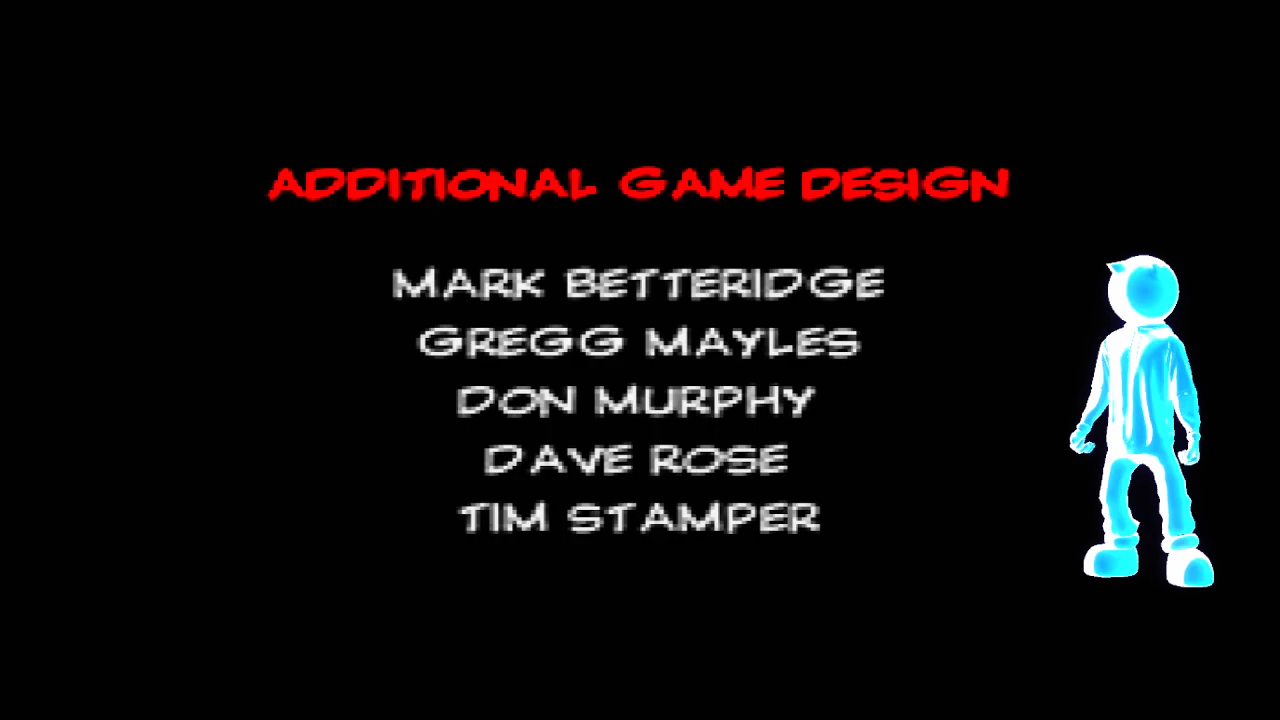 ADDITIONAL GAME DESIGN
MARK BETTERIDGE
GREGG MAYLES
DON MURPHY
DAVE ROSE
TIM STAMPER